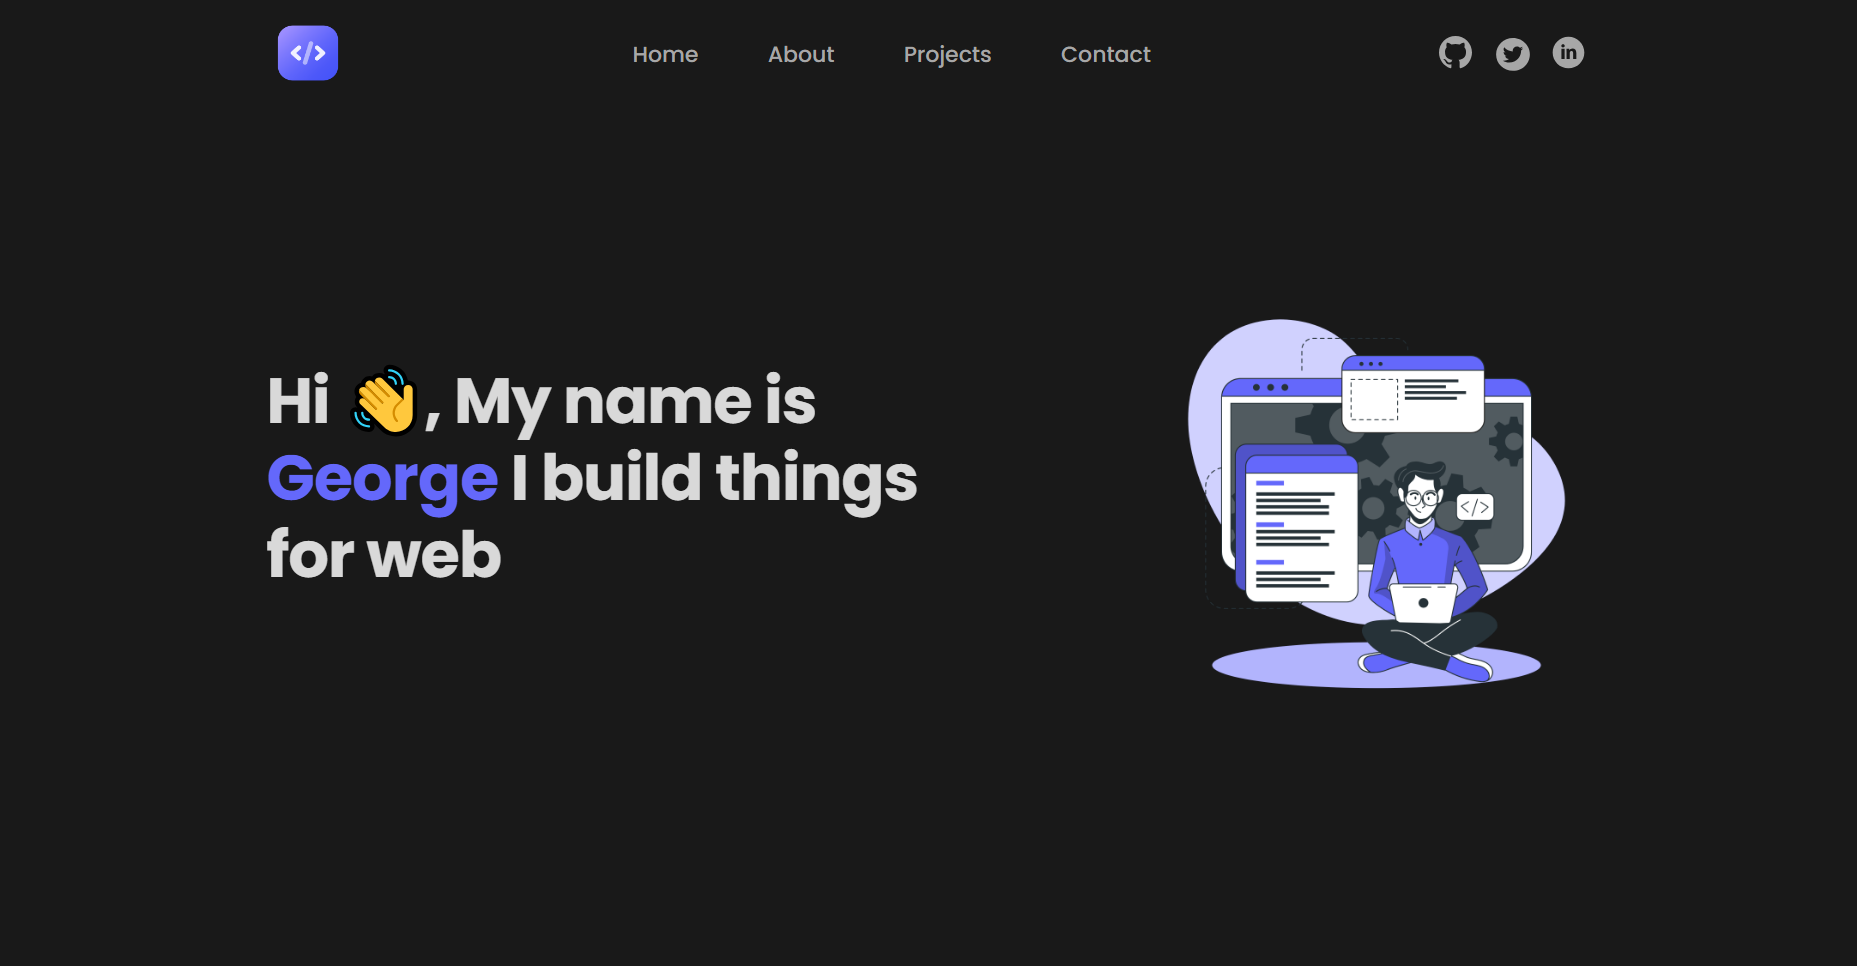 </>
Home
About
Projects
Contact
in
Hi 👋, My name is
George I build things
for web
</>